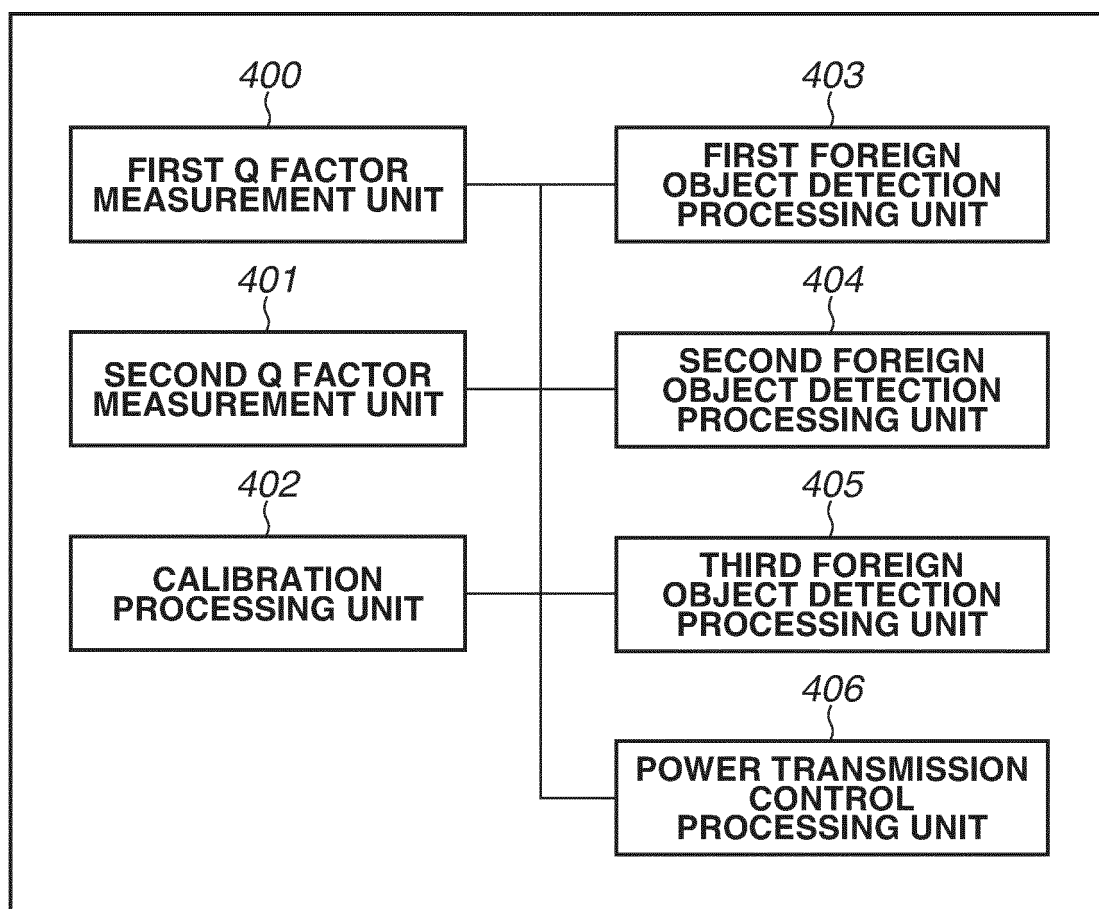 400
FIRST Q FACTOR
MEASUREMENT UNIT
401
SECOND Q FACTOR
MEASUREMENT UNIT
402
CALIBRATION
PROCESSING UNIT
403
FIRST FOREIGN
OBJECT DETECTION
PROCESSING UNIT
404
SECOND FOREIGN
OBJECT DETECTION
PROCESSING UNIT
405
THIRD FOREIGN
OBJECT DETECTION
PROCESSING UNIT
406
POWER TRANSMISSION
CONTROL
PROCESSING UNIT